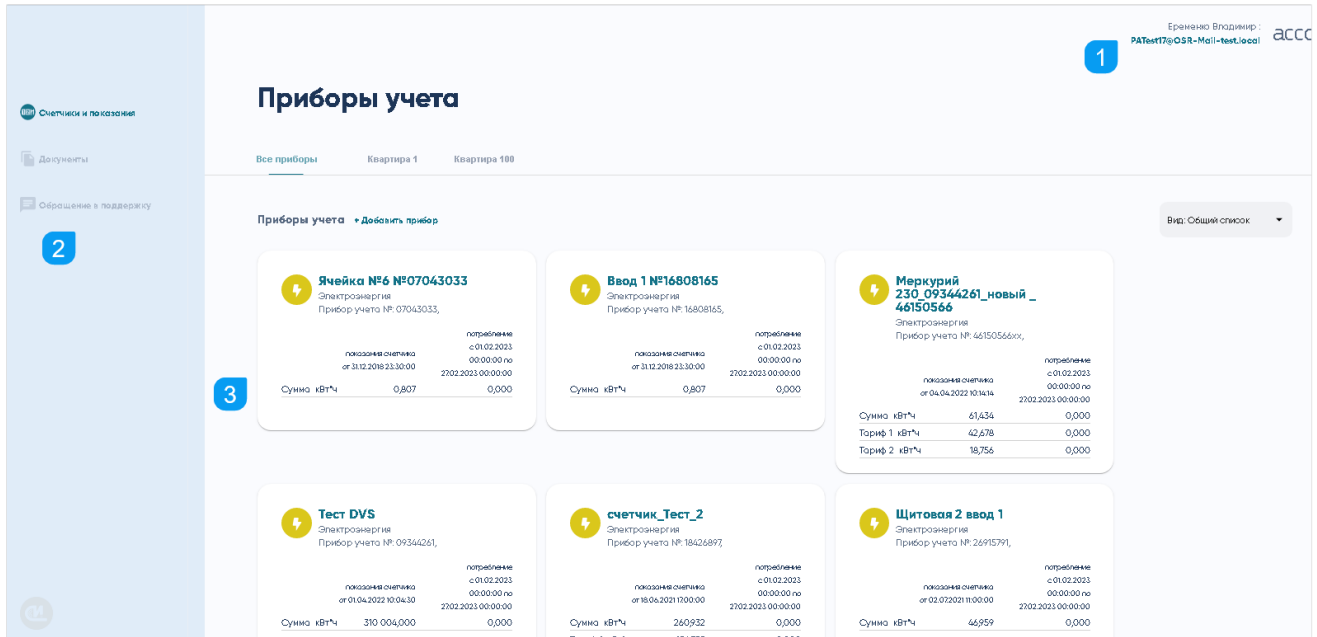 Еременко Владимир :
PATest17@OSR-Mail-test.local
1
Приборы учета
Счетчики и показания
Документы
Обращение в поддержку
2
Все приборы Квартира 1 Квартира 100
Приборы учета + Добавить прибор
Вид: Общий список
3
Ячейка №6 №07043033
Электроэнергия
Прибор учета №: 07043033,
потребление
с 01.02.2023
показания счетчика 00:00:00 по
от 31.12.2018 23:30:00 27.02.2023 00:00:00
Сумма кВт*ч 0,807 0,000
Ввод 1 №16808165
Электроэнергия
Прибор учета №: 16808165,
потребление
с 01.02.2023
показания счетчика 00:00:00 по
от 31.12.2018 23:30:00 27.02.2023 00:00:00
Сумма кВт*ч 0,807 0,000
Меркурий
230_09344261_новый _
46150566
Электроэнергия
Прибор учета №: 46150566xx,
потребление
с 01.02.2023
показания счетчика 00:00:00 по
от 04.04.2022 10:14:14 27.02.2023 00:00:00
Сумма кВт*ч 61,434 0,000
Тариф 1 кВт*ч 42,678 0,000
Тариф 2 кВт*ч 18,756 0,000
Тест DVS
Электроэнергия
Прибор учета №: 09344261,
потребление
с 01.02.2023
показания счетчика 00:00:00 по
от 01.04.2022 10:04:30 27.02.2023 00:00:00
Сумма кВт*ч 310 004,000 0,000
счетчик_Тест_2
Электроэнергия
Прибор учета №: 18426897,
потребление
с 01.02.2023
показания счетчика 00:00:00 по
от 18.06.2021 17:00:00 27.02.2023 00:00:00
Сумма кВт*ч 260,932 0,000
Щитовая 2 ввод 1
Электроэнергия
Прибор учета №: 26915791,
потребление
с 01.02.2023
показания счетчика 00:00:00 по
от 02.07.2021 11:00:00 27.02.2023 00:00:00
Сумма кВт*ч 46,959 0,000